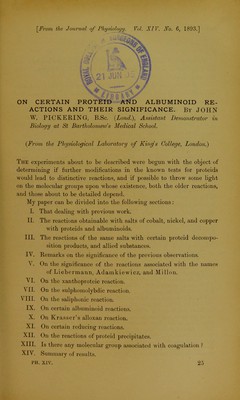 [From the Journal of Physiology. Vol. XIV. No. 6, 1893.]
ON CERTAIN PROTEID AND ALBUMINOID RE-
ACTIONS AND THEIR SIGNIFICANCE. By JOHN
W. PICKERING, B.Sc. (Lond.), Assistant Demonstrator in
Biology at St Bartholomew's Medical School.
(From the Physiological Laboratory of King's College, London.)
THE experiments about to be described were begun with the object of
determining if further modifications in the known tests for proteids
would lead to distinctive reactions, and if possible to throw some light
on the molecular groups upon whose existence, both the older reactions,
and those about to be detailed depend.
My paper can be divided into the following sections:
I. That dealing with previous work.
II. The reactions obtainable with salts of cobalt, nickel, and copper
with proteids and albuminoids.
III. The reactions of the same salts with certain proteid decompo-
sition products, and allied substances.
IV. Remarks on the significance of the previous observations.
V. On the significance of the reactions associated with the names
of Liebermann, Adamkiewicz, and Millon.
VI. On the xanthoproteic reaction.
VII. On the sulphomolybdic reaction.
VIII. On the saliphonic reaction.
IX. On certain albuminoid reactions.
X. On Krasser's alloxan reaction.
XI. On certain reducing reactions.
XII. On the reactions of proteid precipitates.
XIII. Is there any molecular group associated with coagulation?
XIV. Summary of results.
PH. XIV. 25